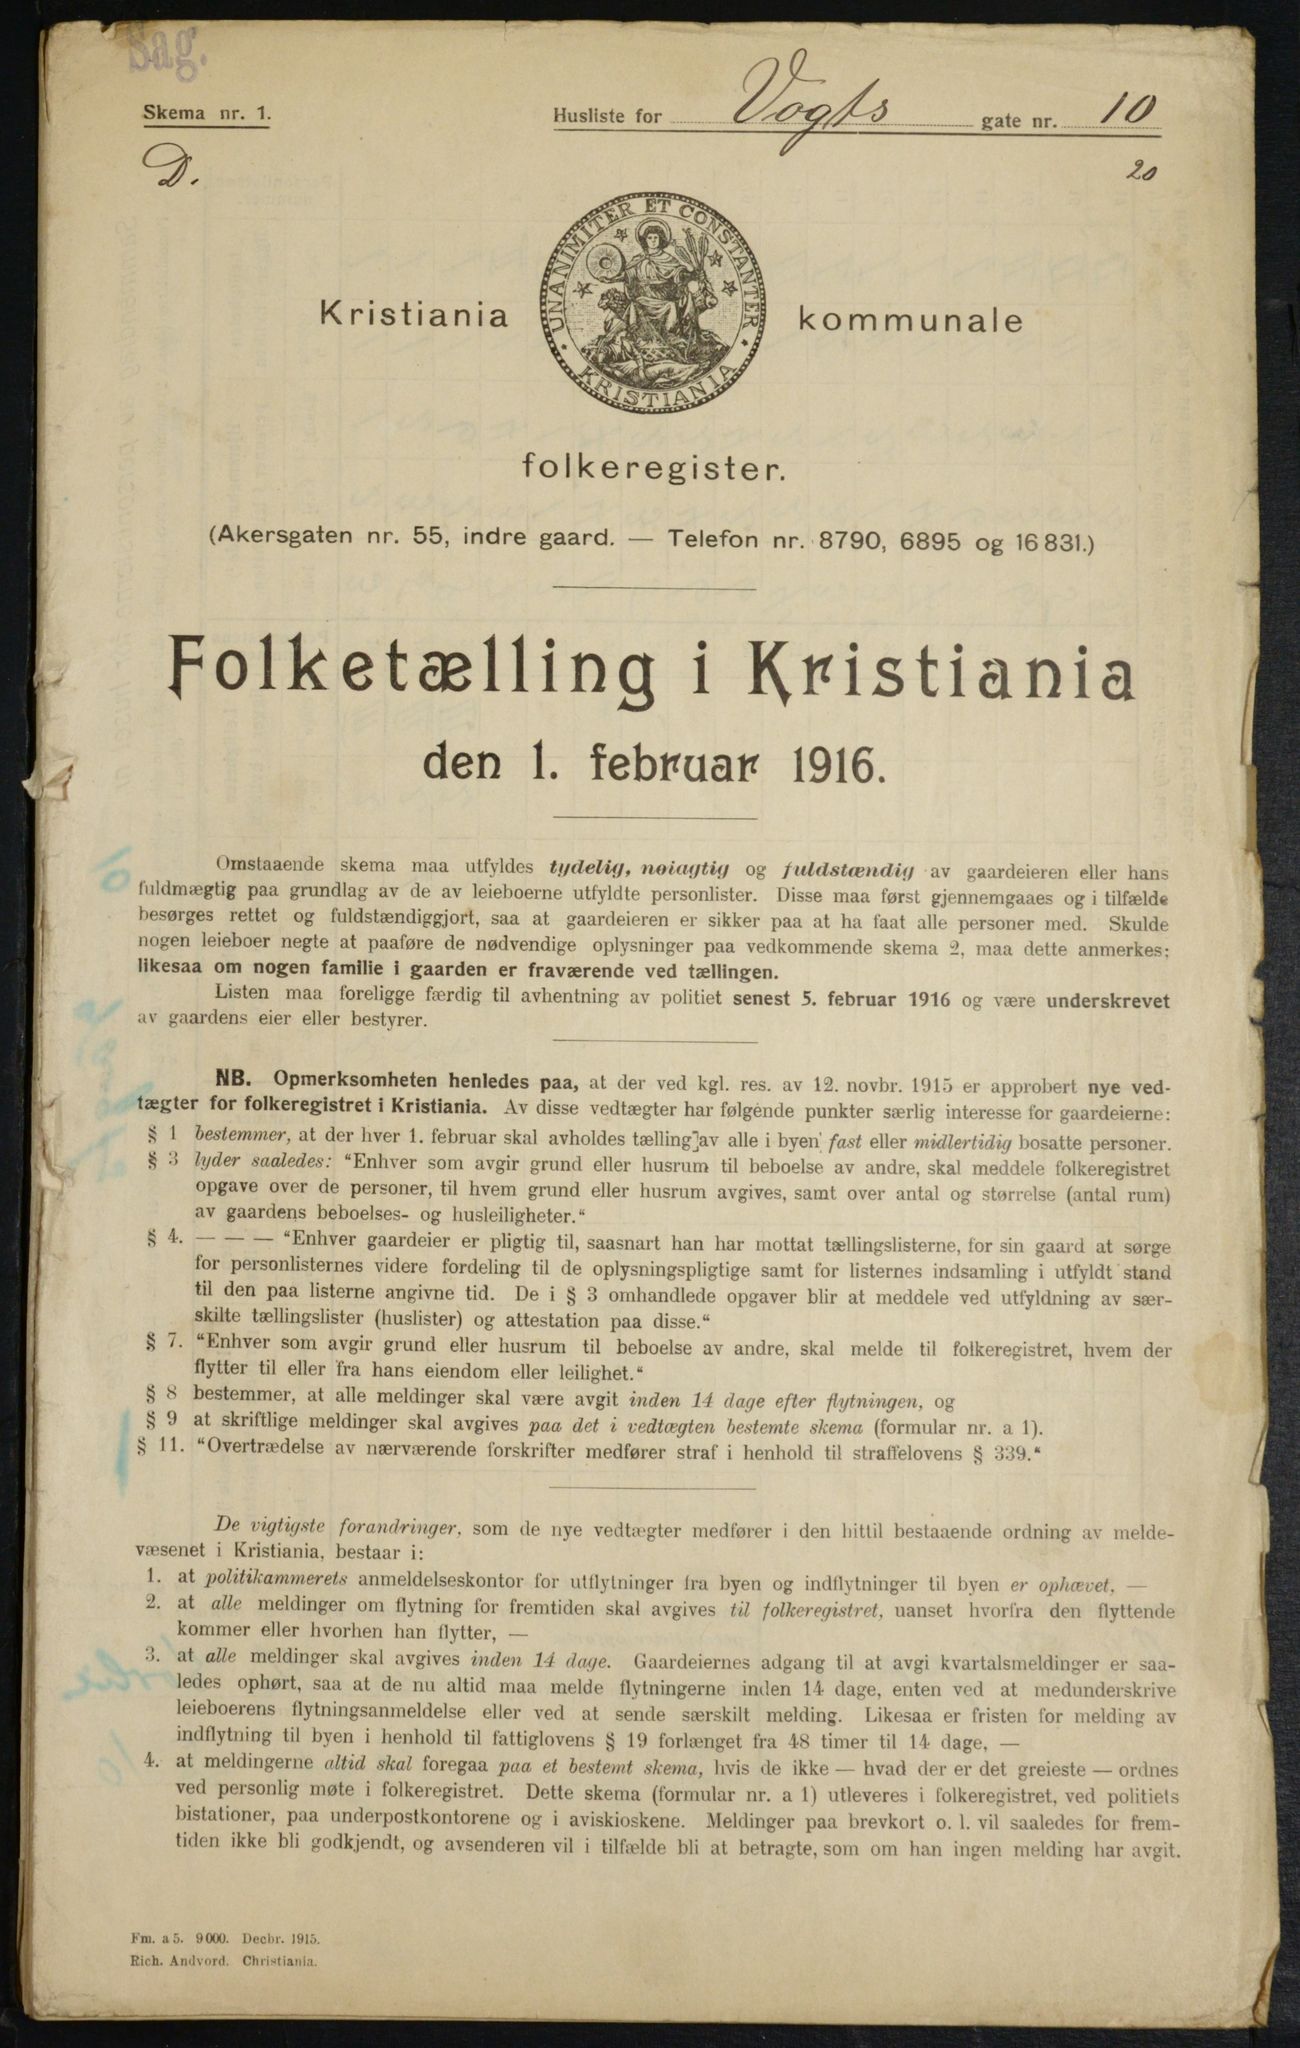 Sag.
Skema nr. 1.
Husliste for Vogts gate nr. 10
D.
20
UNANIMITER ET CONSTANTER
KRISTIANIA
Kristiania kommunale
folkeregister.
(Akersgaten nr. 55, indre gaard. — Telefon nr. 8790, 6895 og 16 831.)
Folketælling i Kristiania
den 1. februar 1916.
Omstaaende skema maa utfyldes tydelig, nøiagtig og fuldstændig av gaardeieren eller hans
fuldmægtig paa grundlag av de av leieboerne utfyldte personlister. Disse maa først gjennemgaaes og i tilfælde
besørges rettet og fuldstændiggjort, saa at gaardeieren er sikker paa at ha faat alle personer med. Skulde
nogen leieboer negte at paaføre de nødvendige oplysninger paa vedkommende skema 2, maa dette anmerkes;
likesaa om nogen familie i gaarden er fraværende ved tællingen.
Listen maa foreligge færdig til avhentning av politiet senest 5. februar 1916 og være underskrevet
av gaardens eier eller bestyrer.
NB. Opmerksomheten henledes paa, at der ved kgl. res. av 12. novbr. 1915 er approbert nye ved-
tægter for folkeregistret i Kristiania. Av disse vedtægter har følgende punkter særlig interesse for gaardeierne:
§ 1 bestemmer, at der hver 1. februar skal avholdes tælling av alle i byen fast eller midlertidig bosatte personer.
§ 3 lyder saaledes: "Enhver som avgir grund eller husrum til beboelse av andre, skal meddele folkeregistret
opgave over de personer, til hvem grund eller husrum avgives, samt over antal og størrelse (antal rum)
av gaardens beboelses- og husleiligheter."
§ 4. — — — "Enhver gaardeier er pligtig til, saasnart han har mottat tællingslisterne, for sin gaard at sørge
for personlisternes videre fordeling til de oplysningspligtige samt for listernes indsamling i utfyldt stand
til den paa listerne angivne tid. De i § 3 omhandlede opgaver blir at meddele ved utfyldning av sær-
skilte tællingslister (huslister) og attestation paa disse."
§ 7. "Enhver som avgir grund eller husrum til beboelse av andre, skal melde til folkeregistret, hvem der
flytter til eller fra hans eiendom eller leilighet."
§ 8 bestemmer, at alle meldinger skal være avgit inden 14 dage efter flytningen, og
§ 9 at skriftlige meldinger skal avgives paa det i vedtægten bestemte skema (formular nr. a 1).
§ 11. "Overtrædelse av nærværende forskrifter medfører straf i henhold til straffelovens § 339."
De vigtigste forandringer, som de nye vedtægter medfører i den hittil bestaaende ordning av melde-
væsenet i Kristiania, bestaar i:
1. at politikammerets anmeldelseskontor for utflytninger fra byen og indflytninger til byen er ophævet, —
2. at alle meldinger om flytning for fremtiden skal avgives til folkeregistret, uanset hvorfra den flyttende
kommer eller hvorhen han flytter, —
3. at alle meldinger skal avgives inden 14 dage. Gaardeiernes adgang til at avgi kvartalsmeldinger er saa-
ledes ophørt, saa at de nu altid maa melde flytningerne inden 14 dage, enten ved at medunderskrive
leieboerens flytningsanmeldelse eller ved at sende særskilt melding. Likesaa er fristen for melding av
indflytning til byen i henhold til fattiglovens § 19 forlænget fra 48 timer til 14 dage, —
4. at meldingerne altid skal foregaa paa et bestemt skema, hvis de ikke — hvad der er det greieste — ordnes
ved personlig møte i folkeregistret. Dette skema (formular nr. a 1) utleveres i folkeregistret, ved politiets
bistationer, paa underpostkontorene og i aviskioskene. Meldinger paa brevkort o. l. vil saaledes for frem-
tiden ikke bli godkjendt, og avsenderen vil i tilfælde bli at betragte, som om han ingen melding har avgit.
Fm. a 5. 9 000. Decbr. 1915.
Rich. Andvord. Christiania.